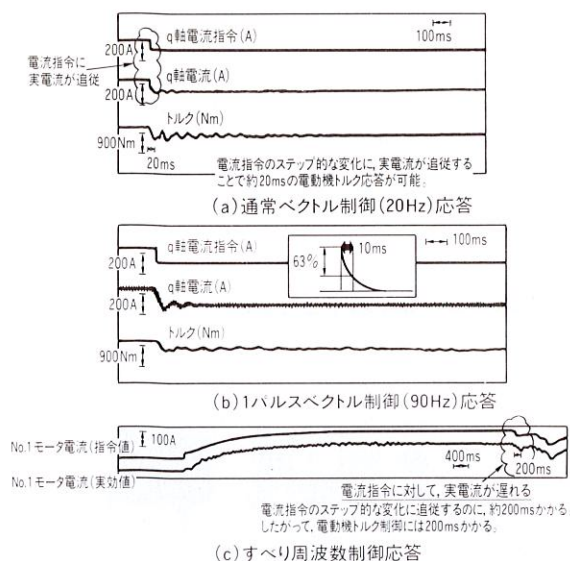 q軸電流指令(A)
100ms
200A
電流指令に
実電流が追従
q軸電流(A)
200A
トルク(Nm)
900Nm
20ms
電流指令のステップ的な変化に,実電流が追従する
ことで約20msの電動機トルク応答が可能。
(a)通常ベクトル制御(20Hz)応答
q軸電流指令(A)
100ms
200A
63%
10ms
q軸電流(A)
200A
トルク(Nm)
900Nm
(b)1パルスベクトル制御(90Hz)応答
100A
No.1モータ電流(指令値)
400ms
200ms
No.1モータ電流(実効値)
電流指令に対して,実電流が遅れる
電流指令のステップ的な変化に追従するのに,約200msかかる
したがって,電動機トルク制御には200msかかる。
(c)すべり周波数制御応答